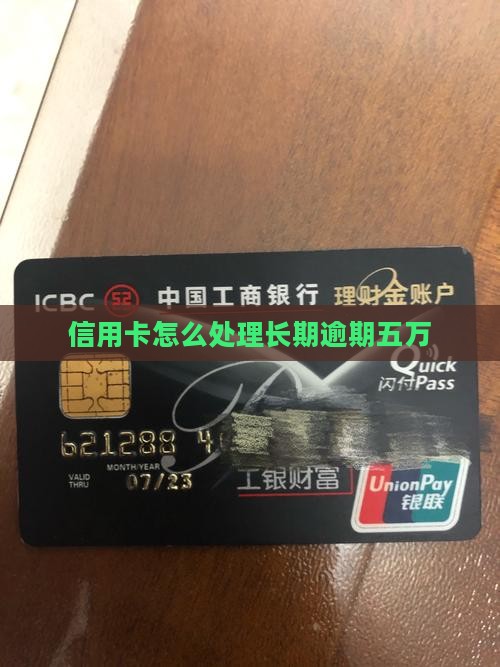 ICBC 中国工商银行 理财金账户
信用卡怎么处理长期逾期五万
Quick
闪付Pass
621288 4
MONTH/YEAR
VALID THRU 07/23
工银财富
UnionPay
银联